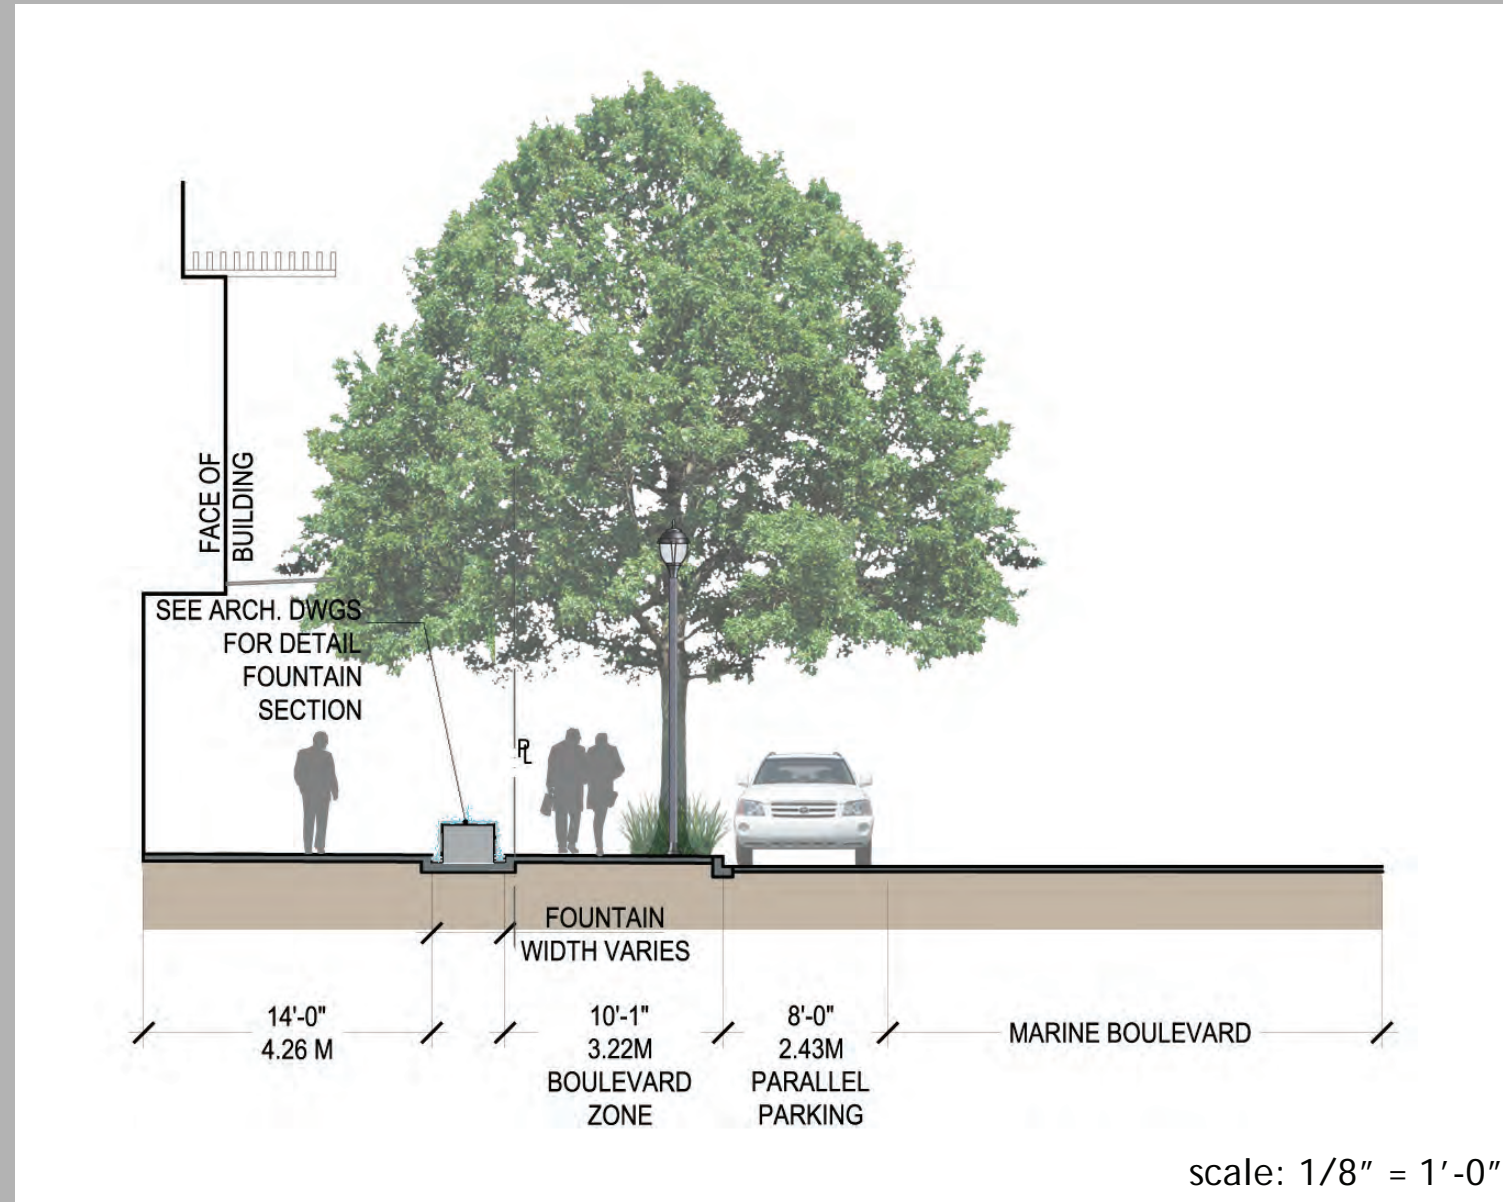 FACE OF
BUILDING
SEE ARCH. DWGS
FOR DETAIL
FOUNTAIN
SECTION
PL
FOUNTAIN
WIDTH VARIES
14'-0"
4.26 M
10'-1"
3.22M
BOULEVARD
ZONE
8'-0"
2.43M
PARALLEL
PARKING
MARINE BOULEVARD
scale: 1/8" = 1'-0"